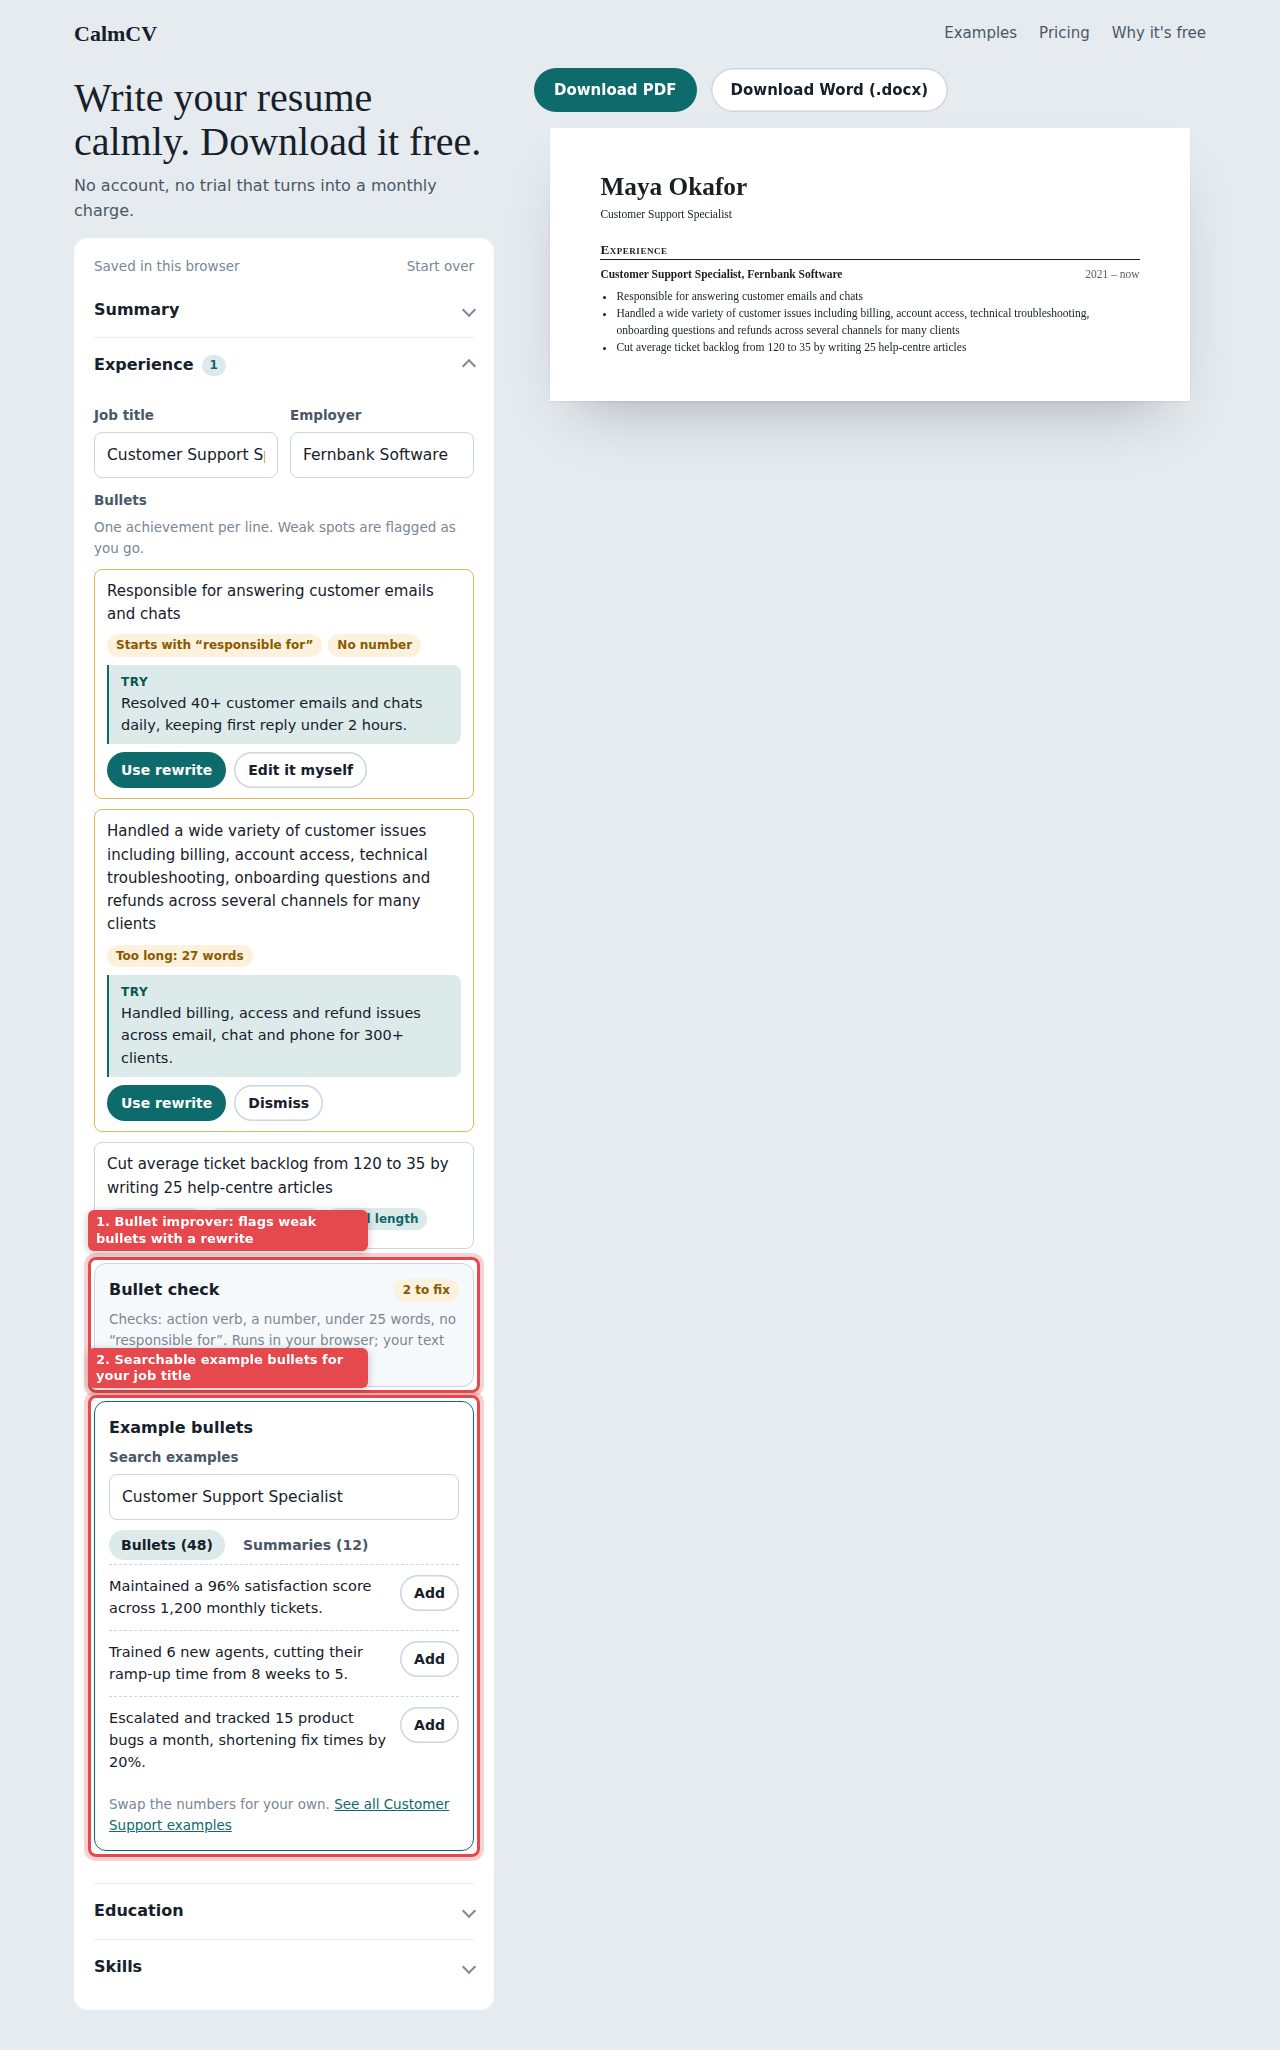 CalmCV
Examples
Pricing
Why it's free
Write your resume
calmly. Download it free.
No account, no trial that turns into a monthly
charge.
Saved in this browser
Start over
Summary
Experience 1
Job title
Employer
Customer Support
Fernbank Software
Bullets
One achievement per line. Weak spots are flagged as
you go.
Responsible for answering customer emails
and chats
Starts with “responsible for”
No number
TRY
Resolved 40+ customer emails and chats
daily, keeping first reply under 2 hours.
Use rewrite
Edit it myself
Handled a wide variety of customer issues
including billing, account access, technical
troubleshooting, onboarding questions and
refunds across several channels for many
clients
Too long: 27 words
TRY
Handled billing, access and refund issues
across email, chat and phone for 300+
clients.
Use rewrite
Dismiss
Cut average ticket backlog from 120 to 35 by
writing 25 help-centre articles
length
1. Bullet improver: flags weak
bullets with a rewrite
Bullet check
2 to fix
Checks: action verb, a number, under 25 words, no
“responsible for”. Runs in your browser; your text
2. Searchable example bullets for
your job title
Example bullets
Search examples
Customer Support Specialist
Bullets (48)
Summaries (12)
Maintained a 96% satisfaction score
across 1,200 monthly tickets.
Add
Trained 6 new agents, cutting their
ramp-up time from 8 weeks to 5.
Add
Escalated and tracked 15 product
bugs a month, shortening fix times by
20%.
Add
Swap the numbers for your own. See all Customer
Support examples
Education
Skills
Download PDF
Download Word (.docx)
Maya Okafor
Customer Support Specialist
Experience
Customer Support Specialist, Fernbank Software
2021 – now
• Responsible for answering customer emails and chats
• Handled a wide variety of customer issues including billing, account access, technical troubleshooting,
onboarding questions and refunds across several channels for many clients
• Cut average ticket backlog from 120 to 35 by writing 25 help-centre articles